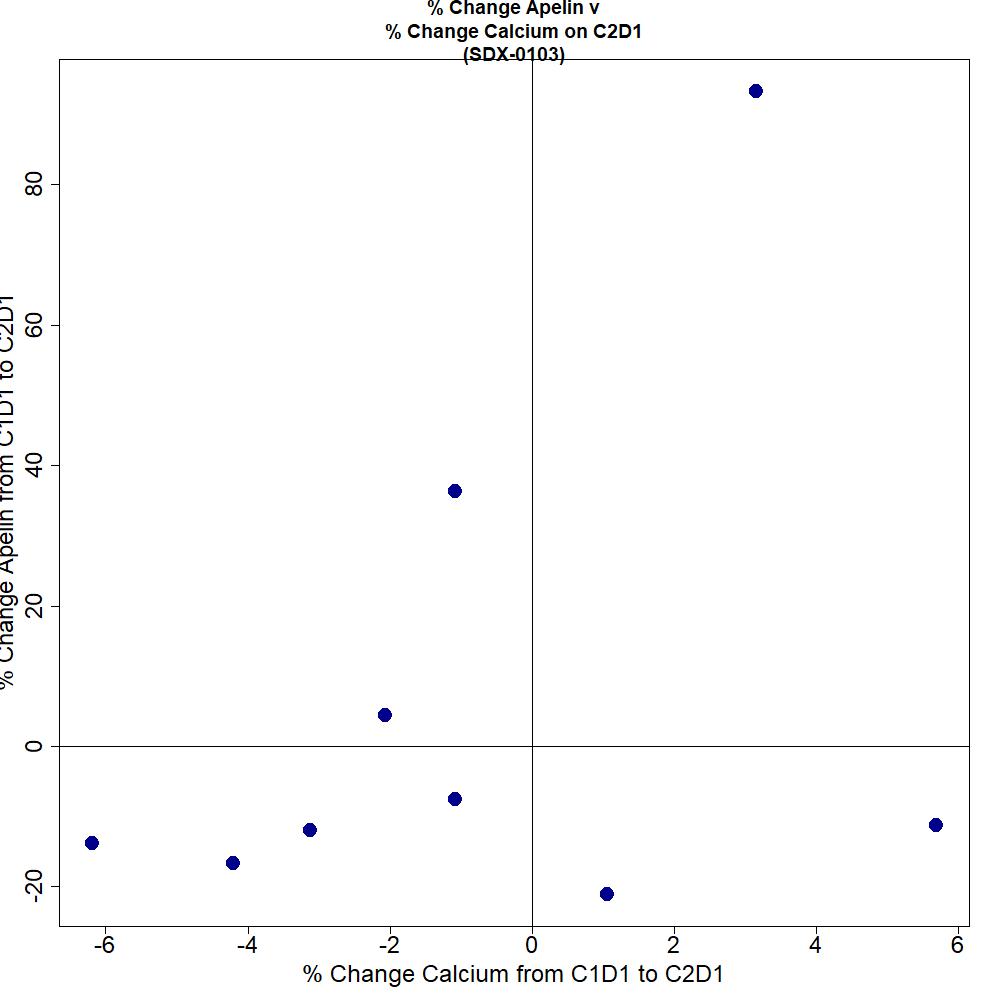 % Change Apelin v
% Change Calcium on C2D1
(SDX-0103)
% Change Apelin from C1D1 to C2D1
80
60
40
20
0
-20
-6
-4
-2
0
2
4
6
% Change Calcium from C1D1 to C2D1